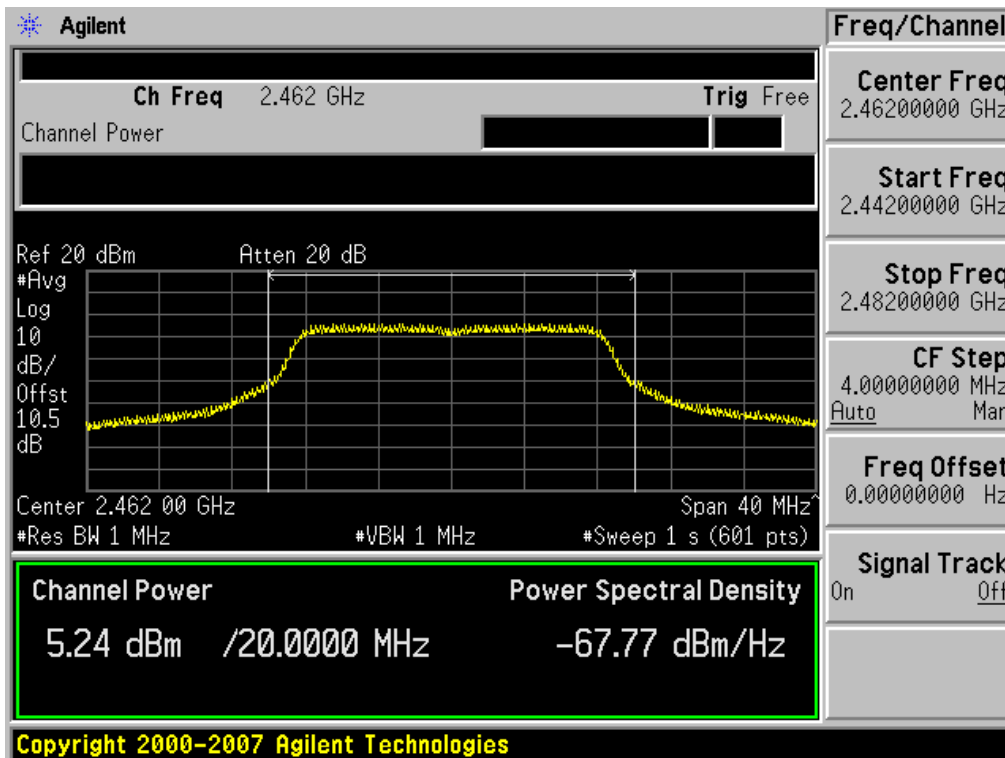 Agilent
Freq/Channel
Ch Freq 2.462 GHz Trig Free
Channel Power
Center Freq
2.46200000 GHz
Start Freq
2.44200000 GHz
Stop Freq
2.48200000 GHz
CF Step
4.00000000 MHz
Auto Man
Freq Offset
0.00000000 Hz
Signal Track
On Off
Ref 20 dBm Atten 20 dB
#Avg
Log
10
dB/
Offst
10.5
dB
Center 2.462 00 GHz Span 40 MHz^
#Res BW 1 MHz #VBW 1 MHz #Sweep 1 s (601 pts)
Channel Power Power Spectral Density
5.24 dBm /20.0000 MHz -67.77 dBm/Hz
Copyright 2000-2007 Agilent Technologies